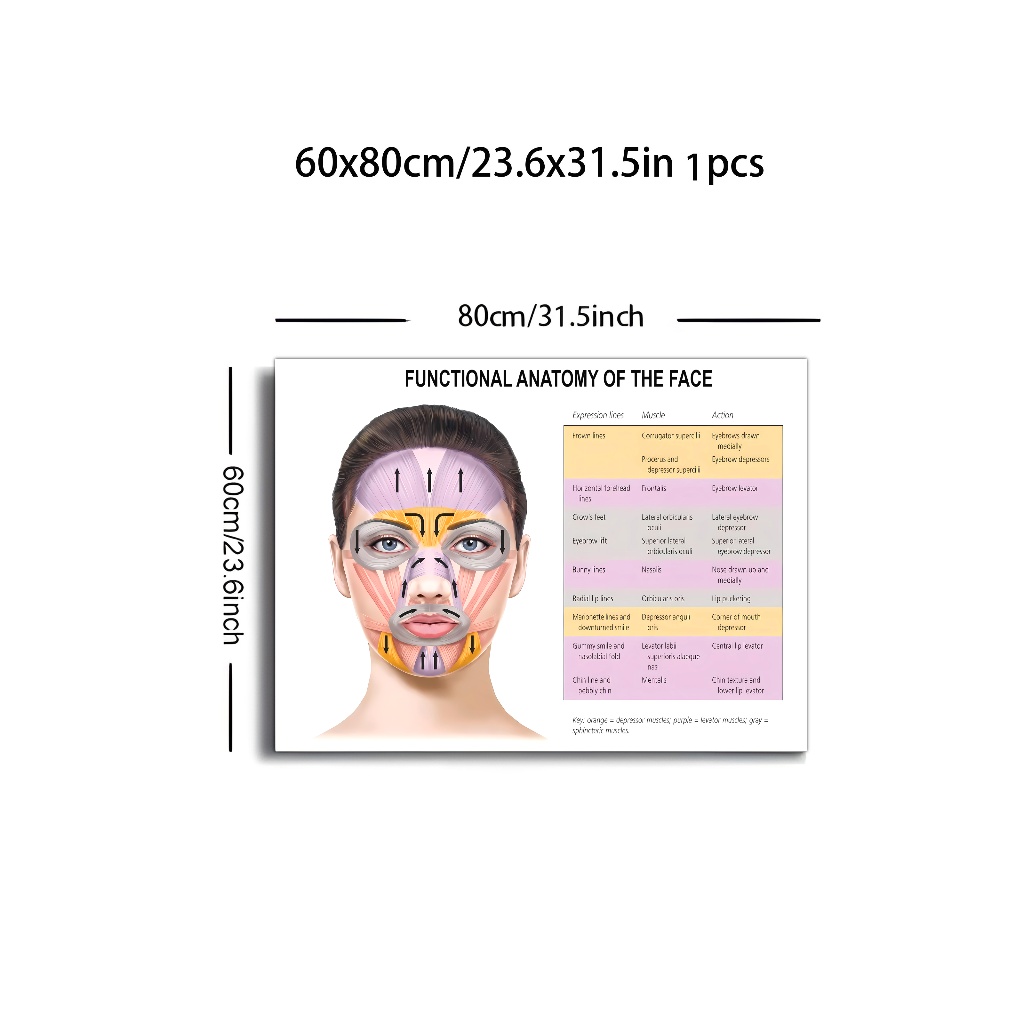 60x80cm/23.6x31.5in 1pcs
80cm/31.5inch
60cm/23.6inch
FUNCTIONAL ANATOMY OF THE FACE
Expression lines Muscle Action
Frown lines Corrugator supercilii Eyebrows drawn
medially
Procerus and Eyebrow depressors
depressor supercilii
Horizontal forehead Frontalis Eyebrow levator
lines
Crow's feet Lateral orbicularis Lateral eyebrow
oculi depressor
Eyebrow lift Superior lateral Superior lateral
orbicularis oculi eyebrow depressor
Bunny lines Nasalis Nose drawn up and
medially
Radial lip lines Orbicularis oris Lip puckering
Marionette lines and Depressor anguli Corner of mouth
downturned smile oris depressor
Gummy smile and Levator labii Central lip levator
nasolabial fold superioris alaeque
nasi
Chin line and Mentalis Chin texture and
pebbly chin lower lip levator
Key: orange = depressor muscles; purple = levator muscles; gray =
sphincteric muscles.